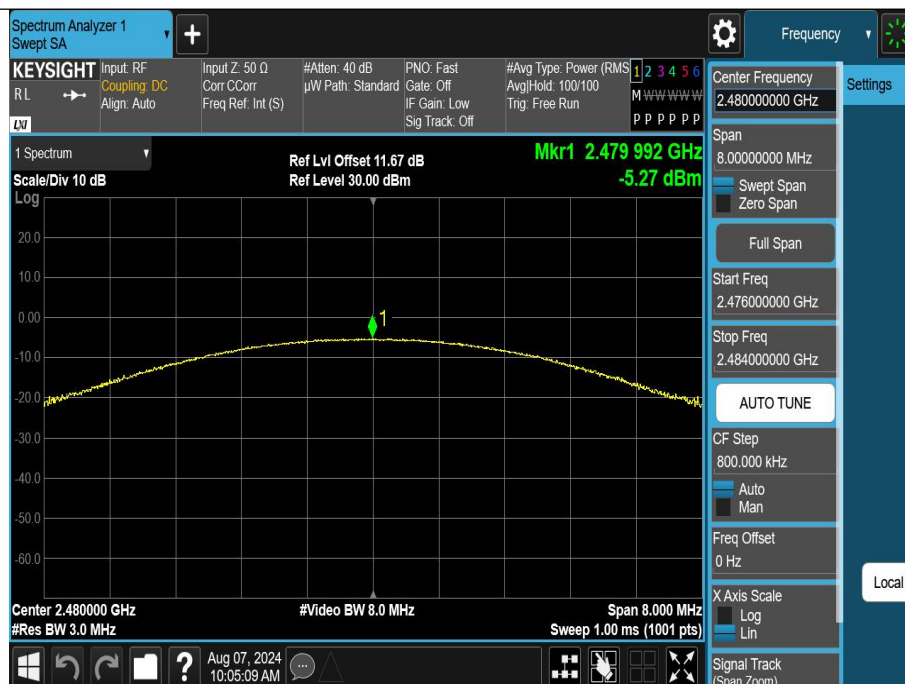 Spectrum Analyzer 1
Swept SA
Frequency
KEYSIGHT
RL
LXI
Input: RF
Coupling: DC
Align: Auto
Input Z: 50 Ω
Corr CCorr
Freq Ref: Int (S)
#Atten: 40 dB
µW Path: Standard
PNO: Fast
Gate: Off
IF Gain: Low
Sig Track: Off
#Avg Type: Power (RMS
Avg|Hold: 100/100
Trig: Free Run
1 2 3 4 5 6
M W W W W W
P P P P P P
Center Frequency
2.480000000 GHz
Settings
Span
8.00000000 MHz
Swept Span
Zero Span
Full Span
Start Freq
2.476000000 GHz
Stop Freq
2.484000000 GHz
AUTO TUNE
CF Step
800.000 kHz
Auto
Man
Freq Offset
0 Hz
X Axis Scale
Log
Lin
Signal Track
(Span Zoom)
Local
1 Spectrum
Scale/Div 10 dB
Log
Ref Lvl Offset 11.67 dB
Ref Level 30.00 dBm
Mkr1 2.479 992 GHz
-5.27 dBm
1
20.0
10.0
0.00
-10.0
-20.0
-30.0
-40.0
-50.0
-60.0
Center 2.480000 GHz
#Res BW 3.0 MHz
#Video BW 8.0 MHz
Span 8.000 MHz
Sweep 1.00 ms (1001 pts)
?
Aug 07, 2024
10:05:09 AM